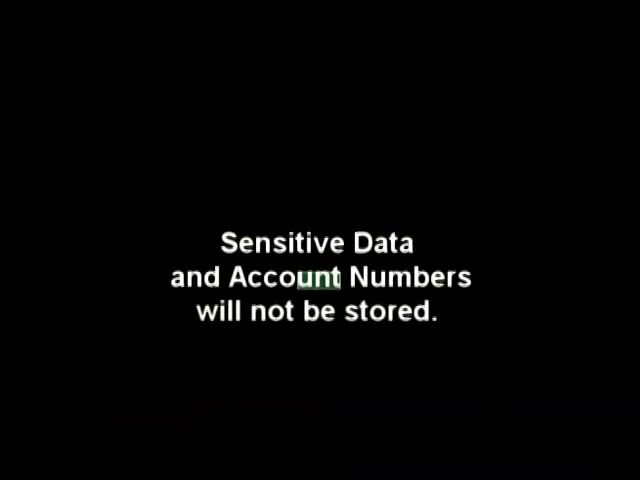 Sensitive Data
and Account Numbers
will not be stored.